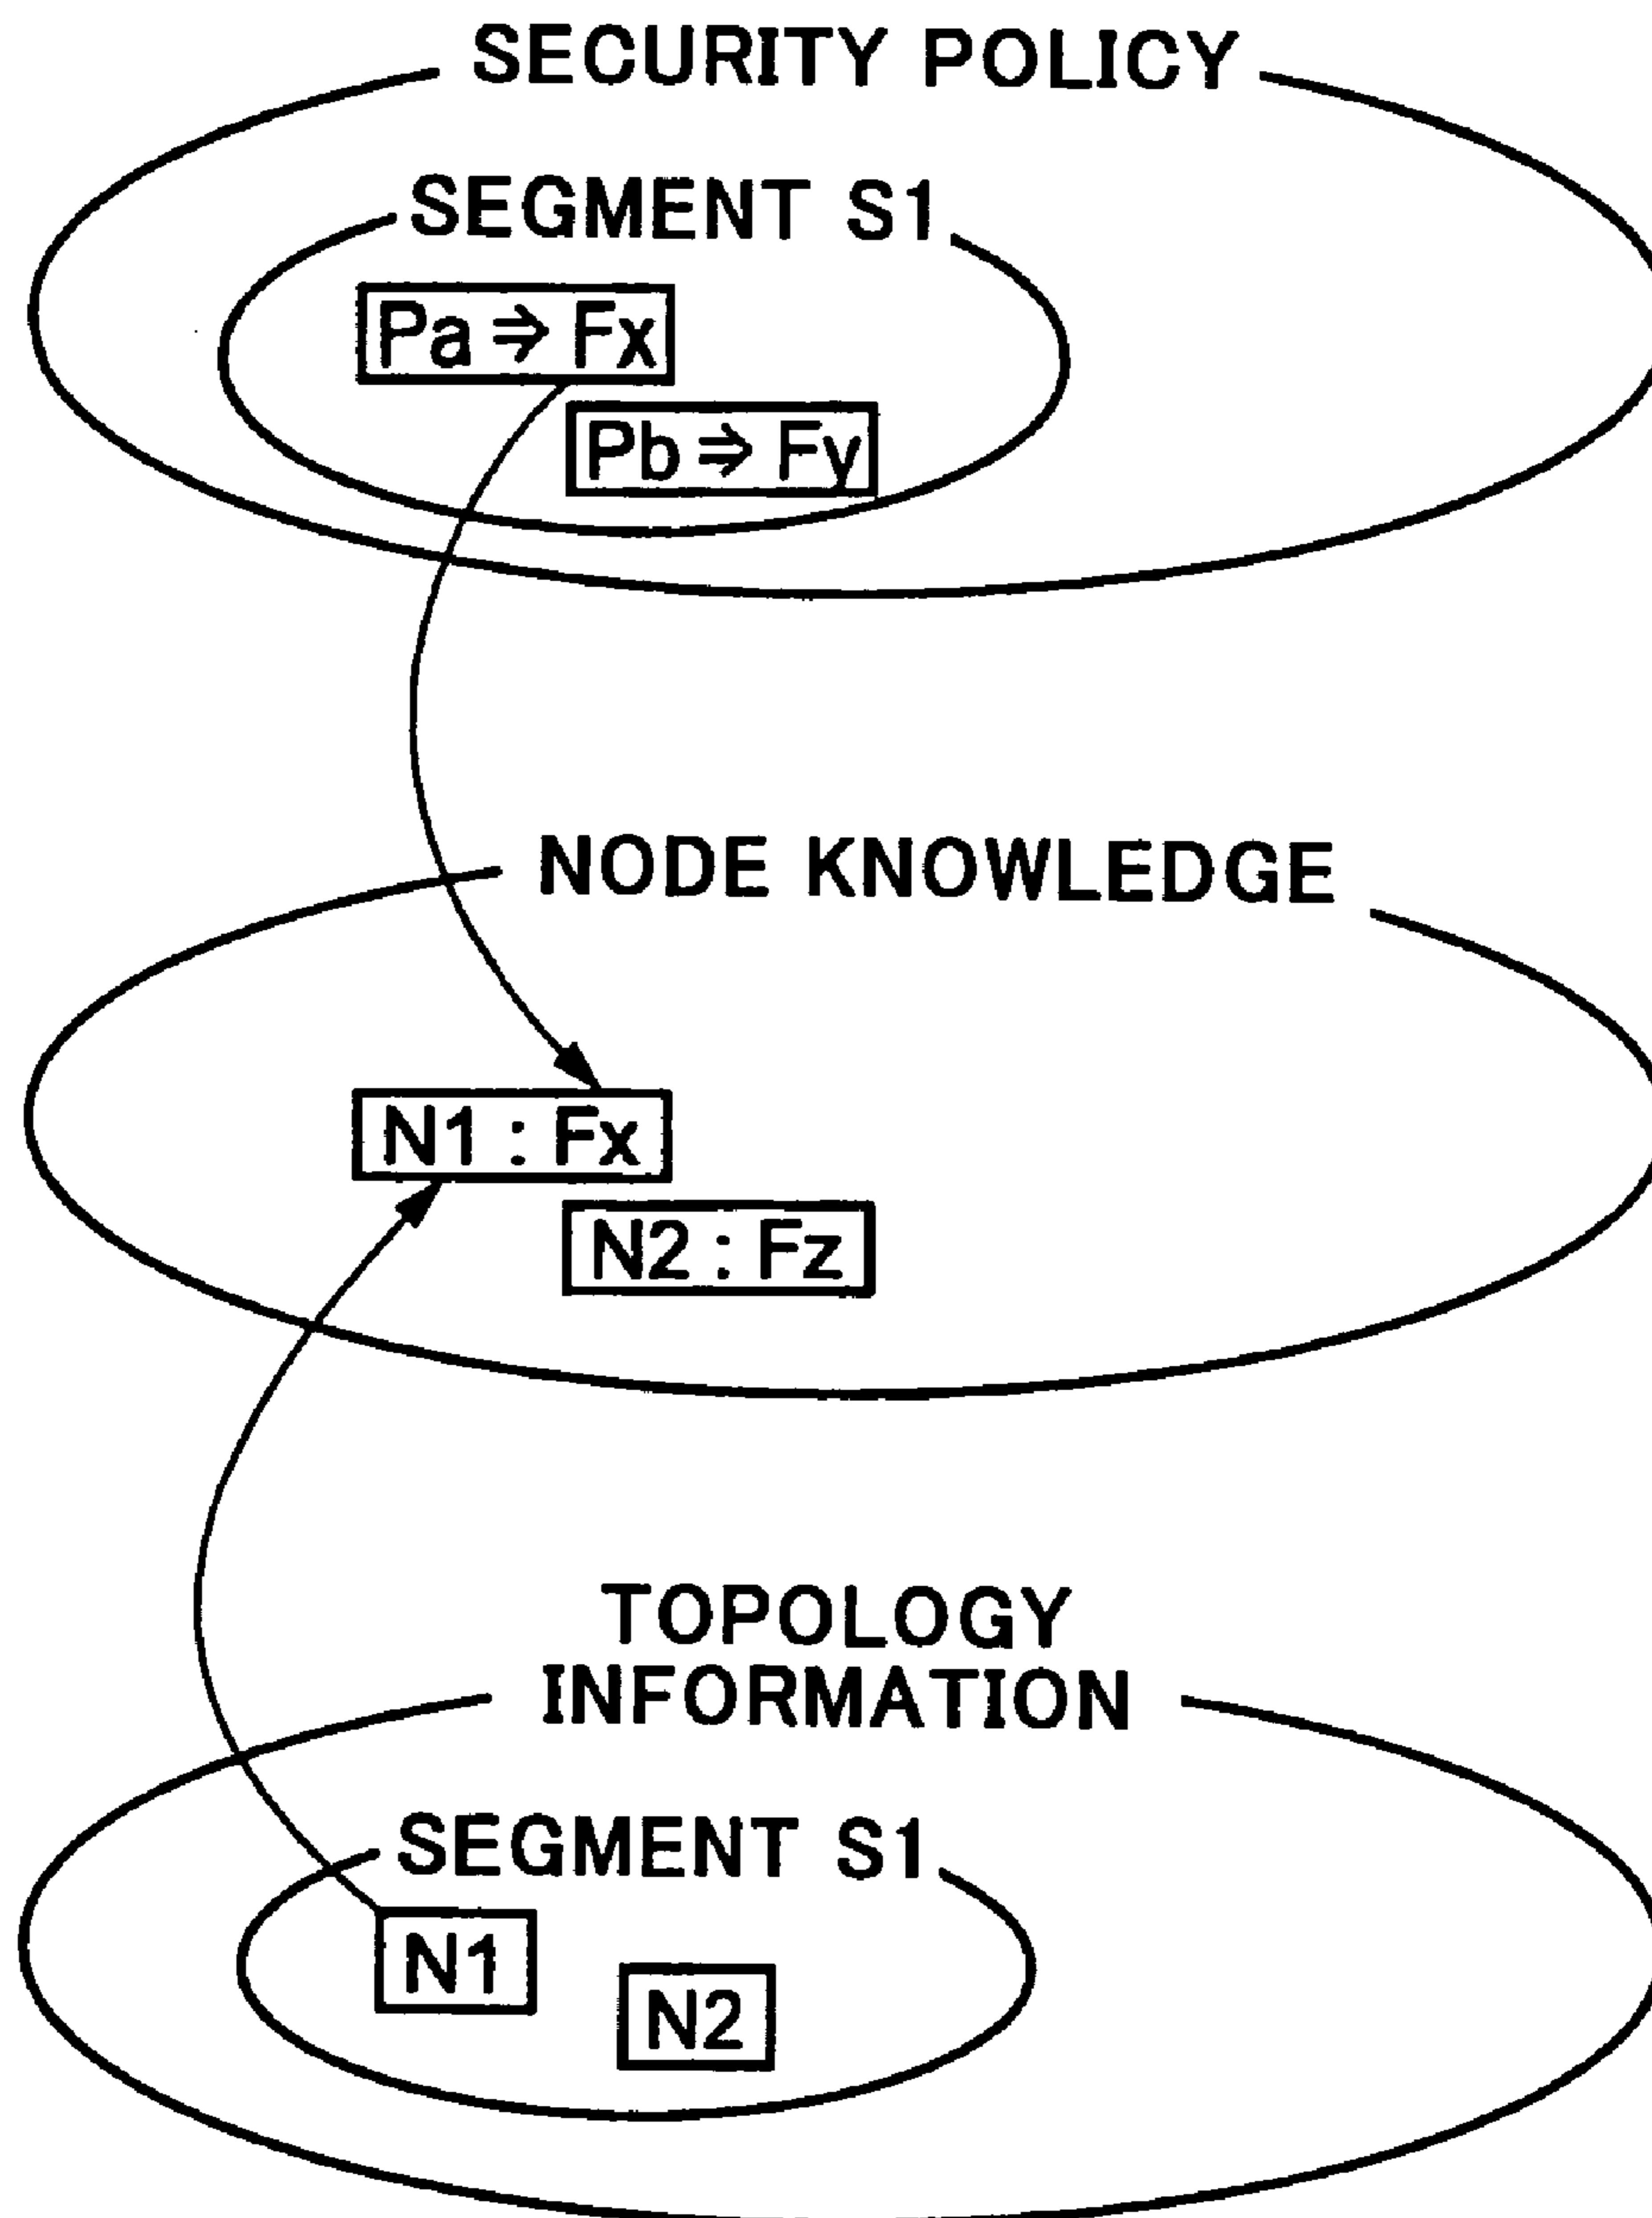 SECURITY POLICY
SEGMENT S1
Pa ⇒ Fx
Pb ⇒ Fy
NODE KNOWLEDGE
N1 : Fx
N2 : Fz
TOPOLOGY
INFORMATION
SEGMENT S1
N1
N2